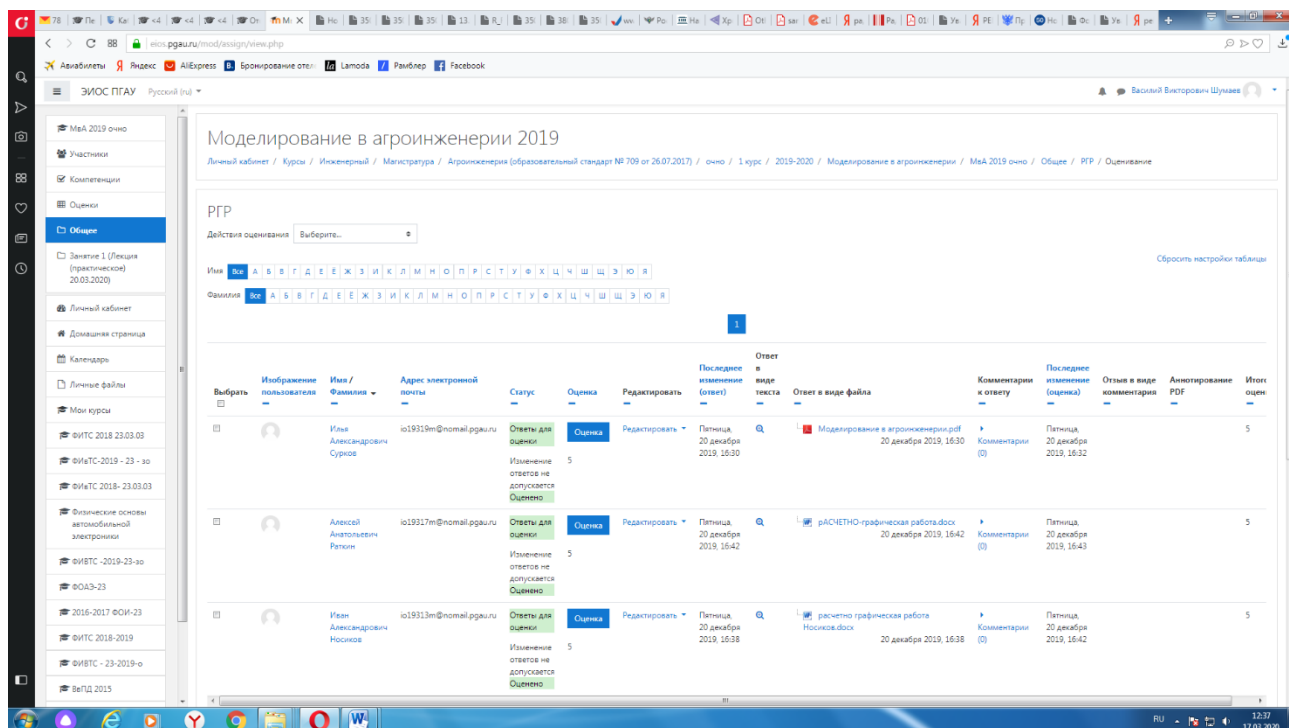 78
eios.pgau.ru/mod/assign/view.php
Авиабилеты Яндекс AliExpress Бронирование отел Lamoda Рамблер Facebook
ЭИОС ПГАУ Русский (ru)
Василий Викторович Шумаев
МвА 2019 очно
Участники
Компетенции
Оценки
Общее
Занятие 1 (Лекция
(практическое)
20.03.2020)
Личный кабинет
Домашняя страница
Календарь
Личные файлы
Мои курсы
ФИТС 2018 23.03.03
ФИвТС-2019 - 23 - зо
ФИвТС 2018- 23.03.03
Физические основы
автомобильной
электроники
ФИВТС -2019-23-зо
ФОАЭ-23
2016-2017 ФОИ-23
ФИТС 2018-2019
ФИВТС - 23-2019-о
ВвПД 2015
Моделирование в агроинженерии 2019
Личный кабинет / Курсы / Инженерный / Магистратура / Агроинженерия (образовательный стандарт № 709 от 26.07.2017) / очно / 1 курс / 2019-2020 / Моделирование в агроинженерии / МвА 2019 очно / Общее / РГР / Оценивание
РГР
Действия оценивания Выберите...
Сбросить настройки таблицы
Имя Все А Б В Г Д Е Ё Ж З И К Л М Н О П Р С Т У Ф Х Ц Ч Ш Щ Э Ю Я
Фамилия Все А Б В Г Д Е Ё Ж З И К Л М Н О П Р С Т У Ф Х Ц Ч Ш Щ Э Ю Я
1
Выбрать
Изображение
пользователя
Имя /
Фамилия
Адрес электронной
почты
Статус
Оценка
Редактировать
Последнее
изменение
(ответ)
Ответ
в
виде
текста
Ответ в виде файла
Комментарии
к ответу
Последнее
изменение
(оценка)
Отзыв в виде
комментария
Аннотирование
PDF
Итого
оцен
Илья
Александрович
Сурков
io19319m@nomail.pgau.ru
Ответы для
оценки
Изменение
ответов не
допускается
Оценено
Оценка
5
Редактировать
Пятница,
20 декабря
2019, 16:30
Моделирование в агроинженерии.pdf
20 декабря 2019, 16:30
Комментарии
(0)
Пятница,
20 декабря
2019, 16:32
5
Алексей
Анатольевич
Раткин
io19317m@nomail.pgau.ru
Ответы для
оценки
Изменение
ответов не
допускается
Оценено
Оценка
5
Редактировать
Пятница,
20 декабря
2019, 16:42
рАСЧЕТНО-графическая работа.docx
20 декабря 2019, 16:42
Комментарии
(0)
Пятница,
20 декабря
2019, 16:43
5
Иван
Александрович
Носиков
io19313m@nomail.pgau.ru
Ответы для
оценки
Изменение
ответов не
допускается
Оценено
Оценка
5
Редактировать
Пятница,
20 декабря
2019, 16:38
расчетно графическая работа
Носиков.docx
20 декабря 2019, 16:38
Комментарии
(0)
Пятница,
20 декабря
2019, 16:42
5
RU
12:37
17.03.2020